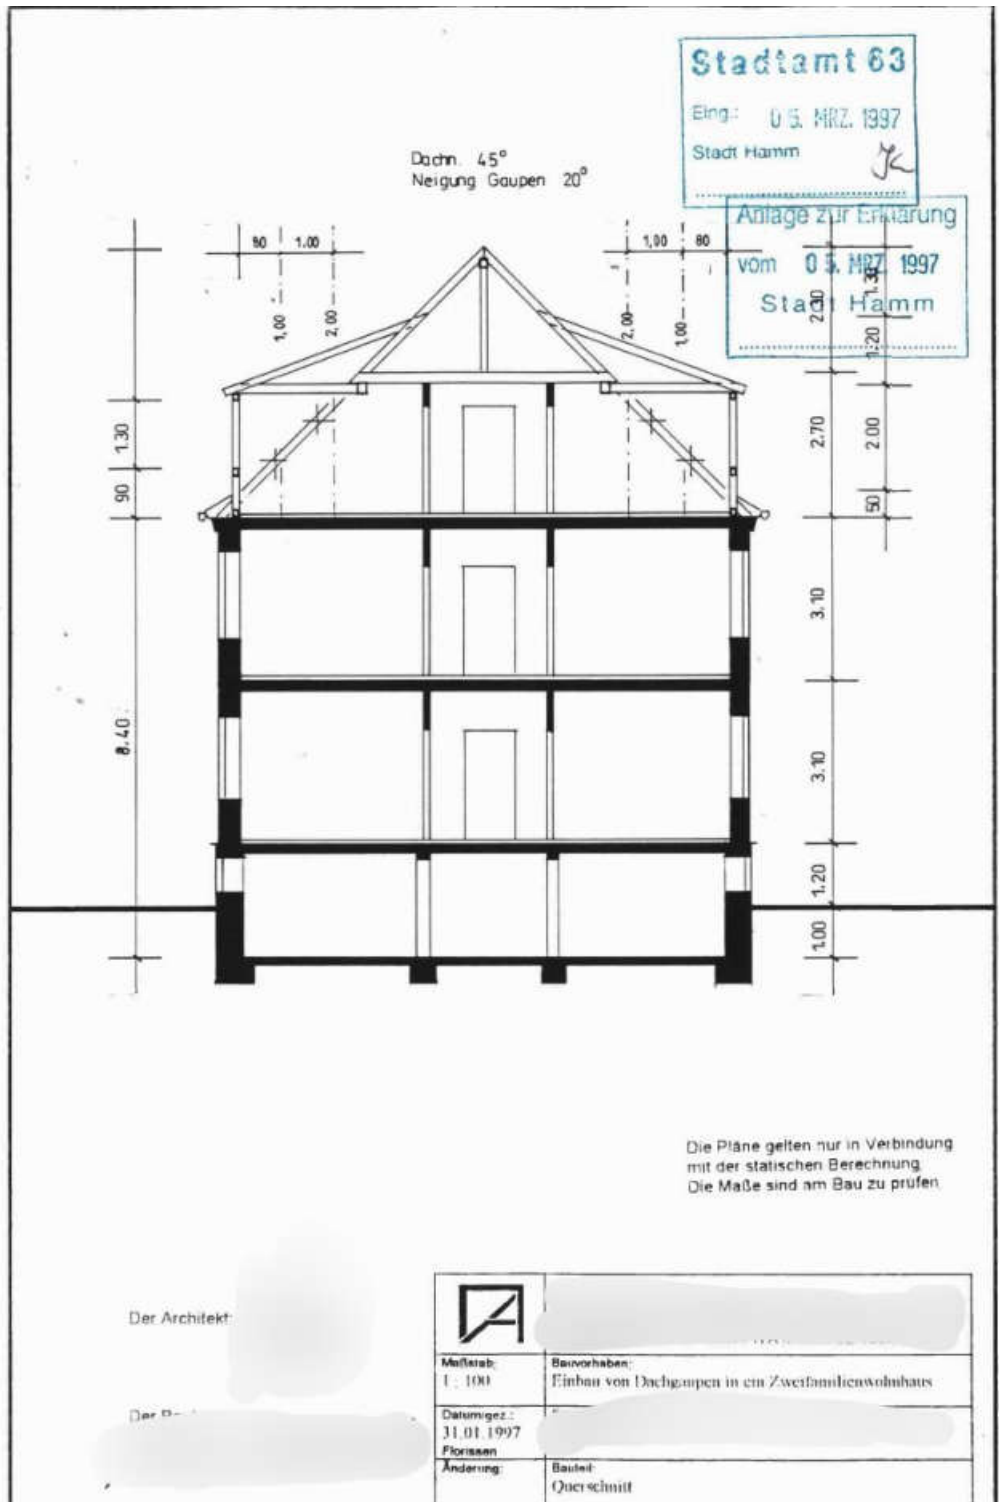 Stadtamt 63
Eing.: 05. MRZ. 1997
Stadt Hamm
Anlage zur Erklärung
vom 05. MRZ. 1997
Stadt Hamm
Dachn. 45°
Neigung Gaupen 20°
80 1.00
1,00 80
1,00 2,00
2,00 1,00
1.30
90
8.40
2.30
2.70
3.10
3.10
1.20
1.00
1.30
1.20
2.00
50
Die Pläne gelten nur in Verbindung
mit der statischen Berechnung
Die Maße sind am Bau zu prüfen
Der Architekt:
Der
Maßstab:
1 : 100
Bauvorhaben:
Einbau von Dachgaupen in ein Zweifamilienwohnhaus
Datum/gez.:
31.01.1997
Florissen
Änderung:
Bauteil:
Querschnitt